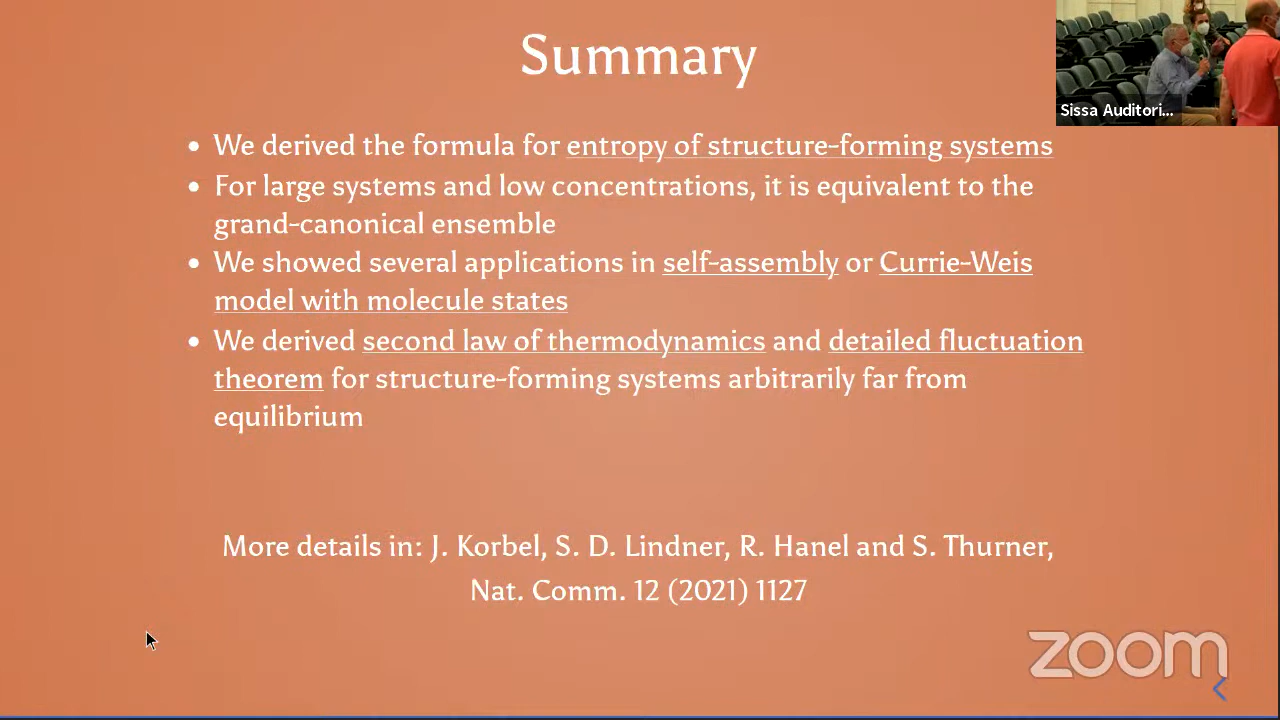 Summary
Sissa Auditori...
• We derived the formula for entropy of structure-forming systems
• For large systems and low concentrations, it is equivalent to the
grand-canonical ensemble
• We showed several applications in self-assembly or Currie-Weis
model with molecule states
• We derived second law of thermodynamics and detailed fluctuation
theorem for structure-forming systems arbitrarily far from
equilibrium
More details in: J. Korbel, S. D. Lindner, R. Hanel and S. Thurner,
Nat. Comm. 12 (2021) 1127
zoom